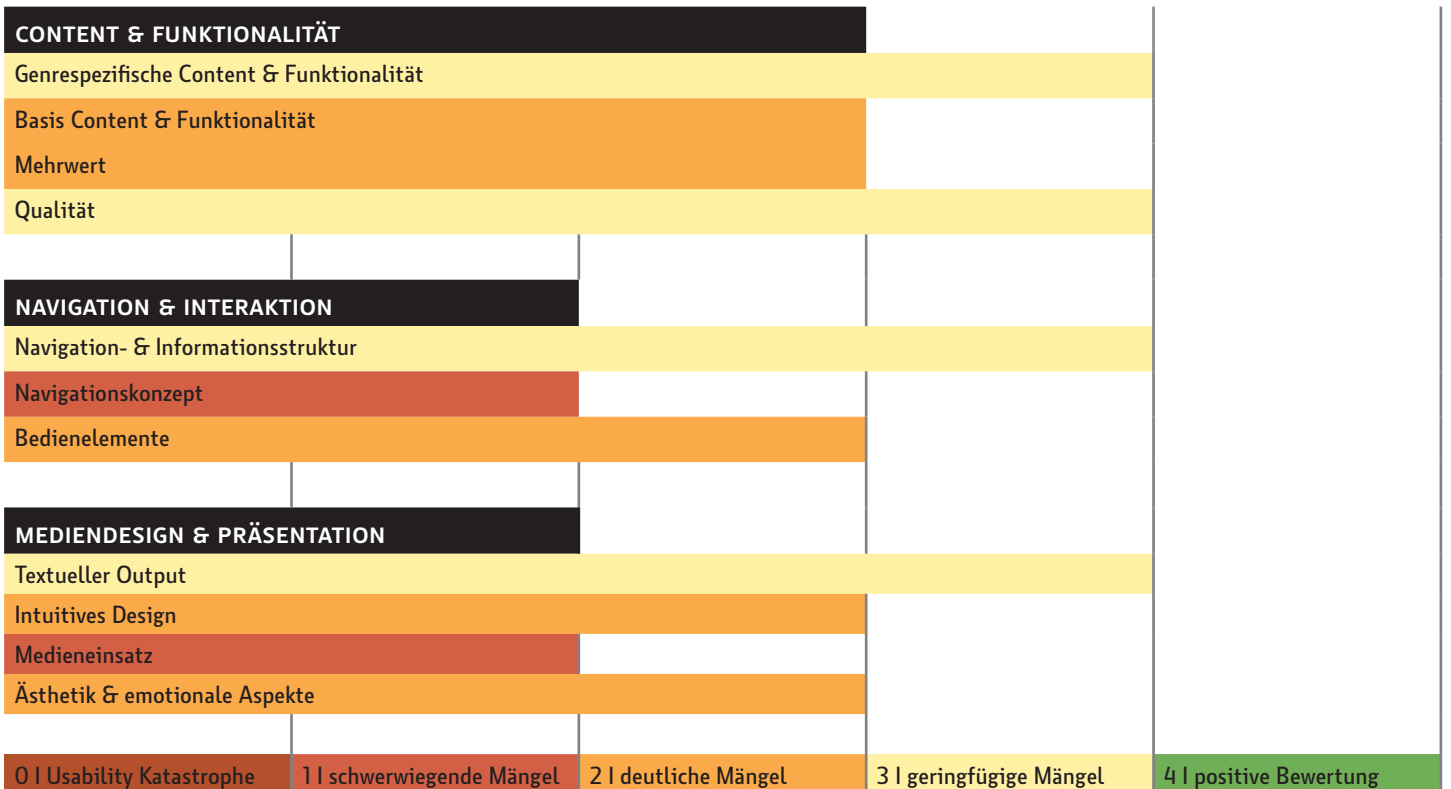 CONTENT & FUNKTIONALITÄT
Genrespezifische Content & Funktionalität
Basis Content & Funktionalität
Mehrwert
Qualität
NAVIGATION & INTERAKTION
Navigation- & Informationsstruktur
Navigationskonzept
Bedienelemente
MEDIENDESIGN & PRÄSENTATION
Textueller Output
Intuitives Design
Medieneinsatz
Ästhetik & emotionale Aspekte
0 I Usability Katastrophe 1 I schwerwiegende Mängel 2 I deutliche Mängel 3 I geringfügige Mängel 4 I positive Bewertung